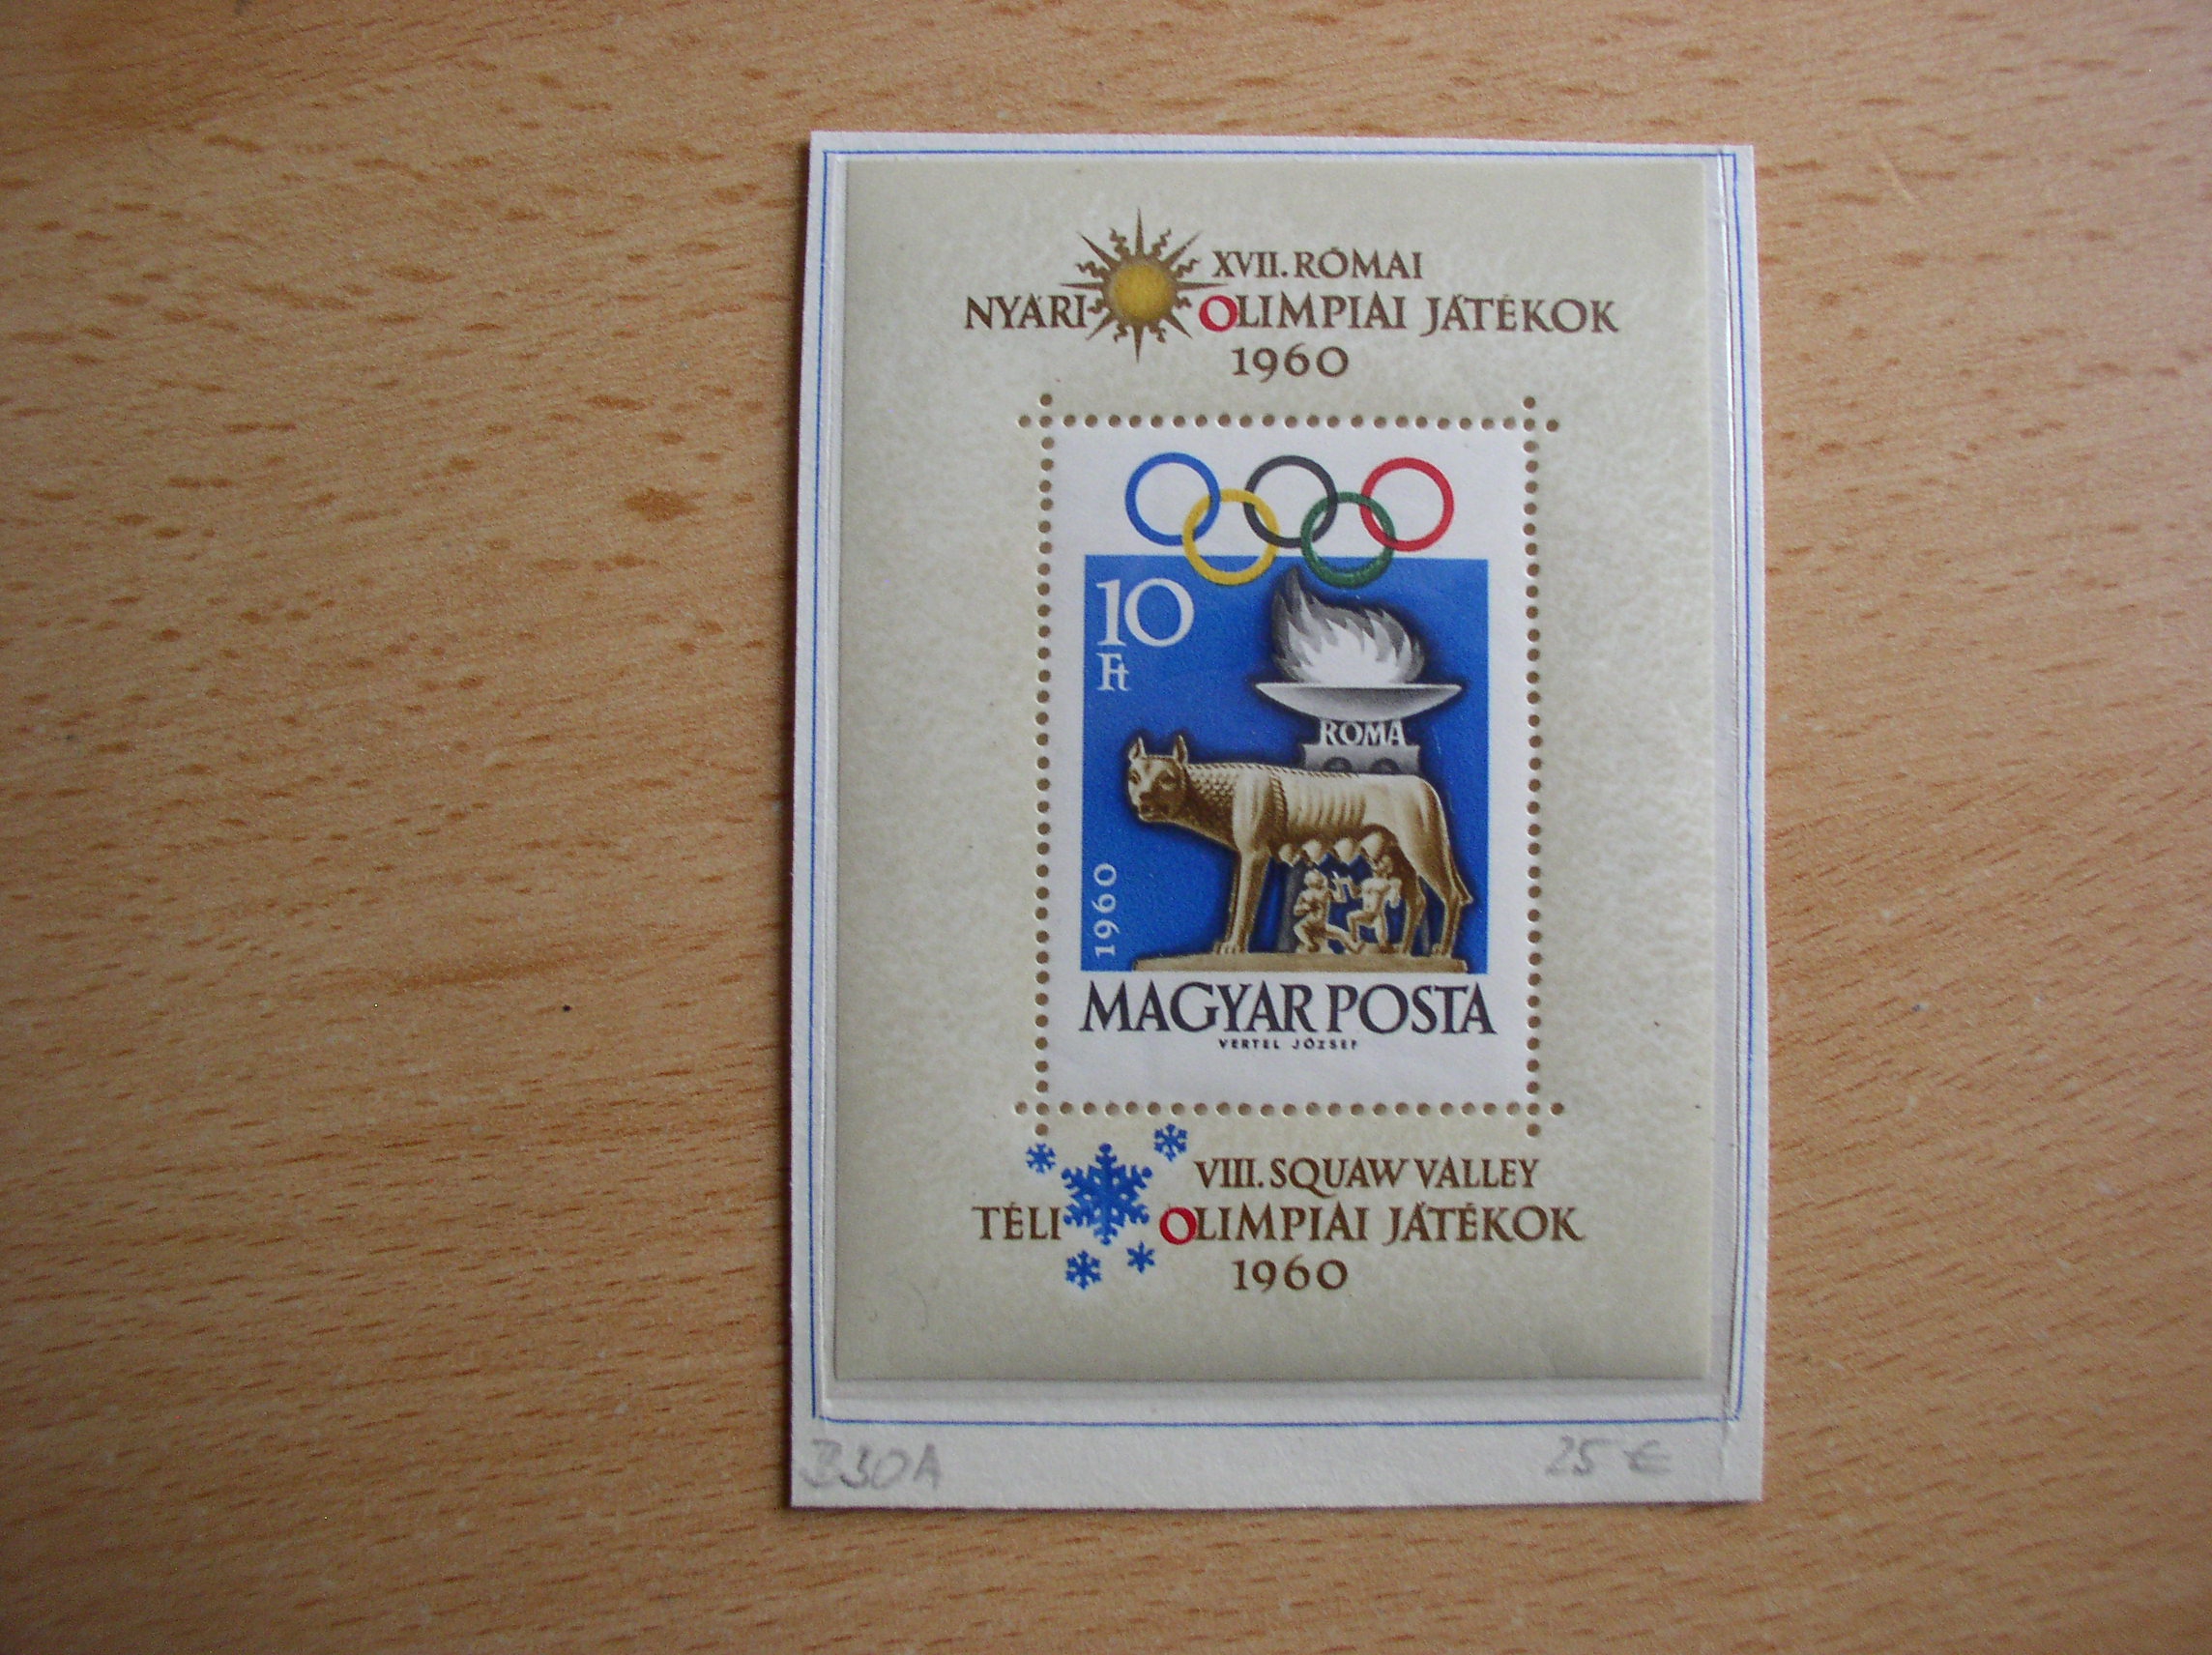 XVII. RÓMAI
NYÁRI OLIMPIAI JÁTÉKOK
1960
10
Ft
ROMA
1960
MAGYAR POSTA
VERTEL JÓZSEF
VIII. SQUAW VALLEY
TÉLI OLIMPIAI JÁTÉKOK
1960
B30A 25 €